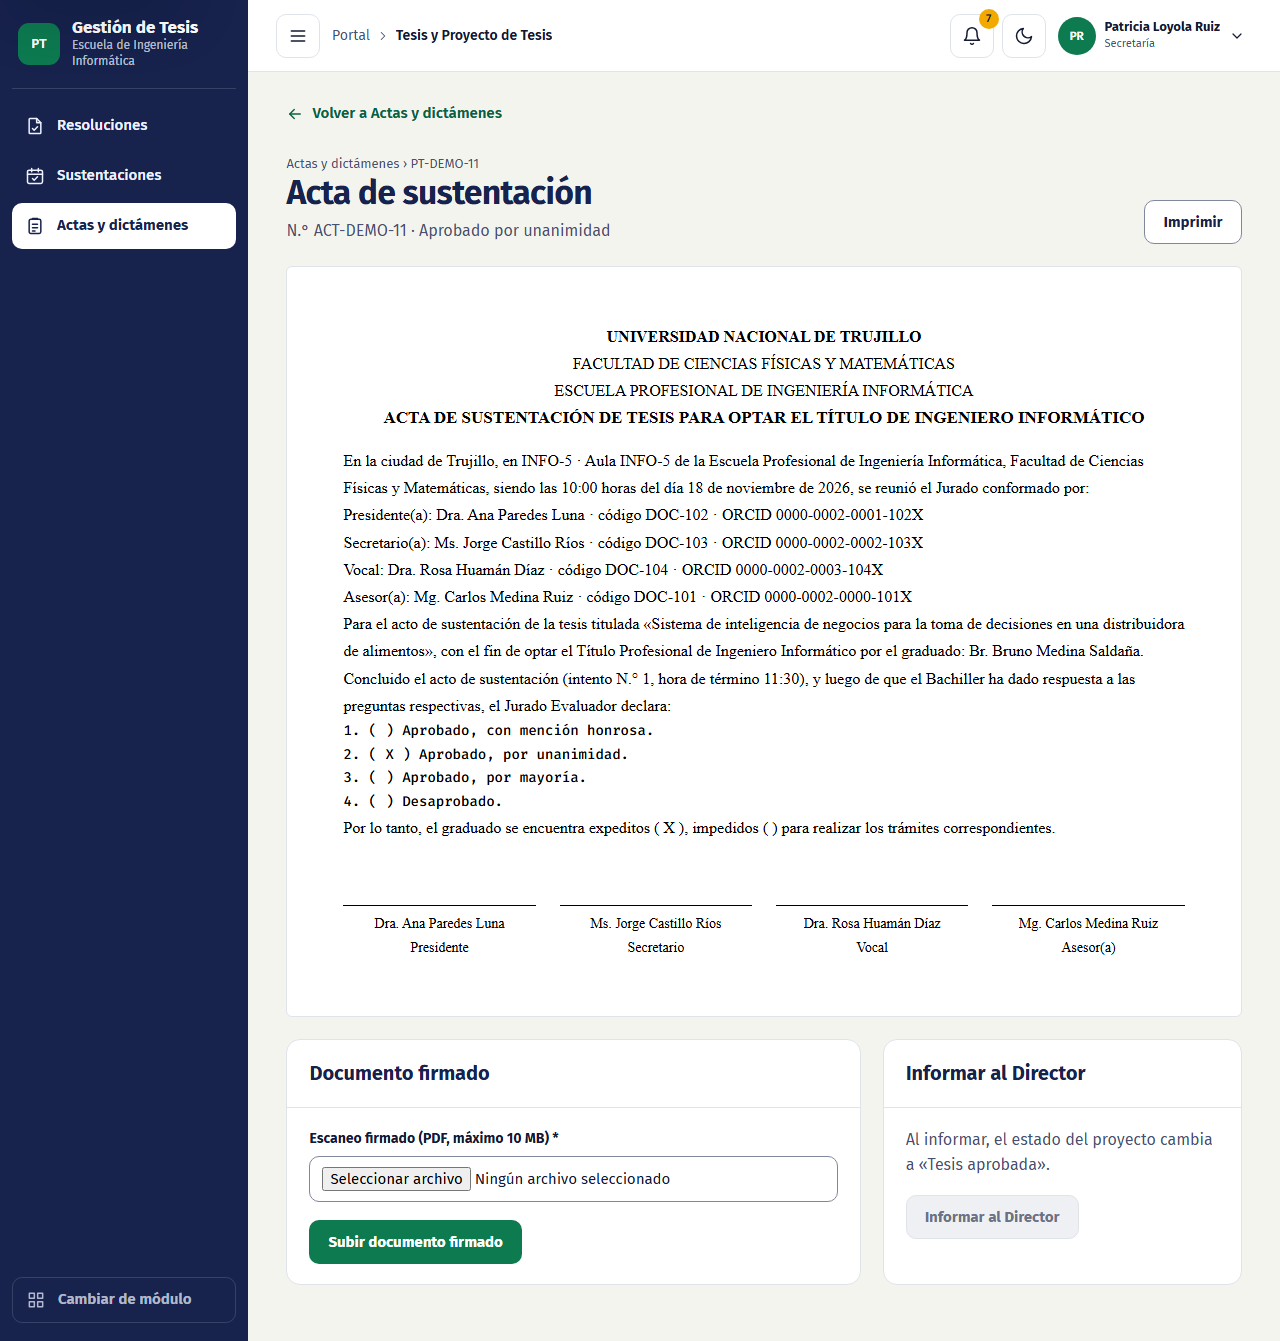 PT
Gestión de Tesis
Escuela de Ingeniería
Informática
Resoluciones
Sustentaciones
Actas y dictámenes
Cambiar de módulo
Portal > Tesis y Proyecto de Tesis
7
PR
Patricia Loyola Ruiz
Secretaría
← Volver a Actas y dictámenes
Actas y dictámenes › PT-DEMO-11
Acta de sustentación
N.° ACT-DEMO-11 · Aprobado por unanimidad
Imprimir
UNIVERSIDAD NACIONAL DE TRUJILLO
FACULTAD DE CIENCIAS FÍSICAS Y MATEMÁTICAS
ESCUELA PROFESIONAL DE INGENIERÍA INFORMÁTICA
ACTA DE SUSTENTACIÓN DE TESIS PARA OPTAR EL TÍTULO DE INGENIERO INFORMÁTICO
En la ciudad de Trujillo, en INFO-5 · Aula INFO-5 de la Escuela Profesional de Ingeniería Informática, Facultad de Ciencias
Físicas y Matemáticas, siendo las 10:00 horas del día 18 de noviembre de 2026, se reunió el Jurado conformado por:
Presidente(a): Dra. Ana Paredes Luna · código DOC-102 · ORCID 0000-0002-0001-102X
Secretario(a): Ms. Jorge Castillo Ríos · código DOC-103 · ORCID 0000-0002-0002-103X
Vocal: Dra. Rosa Huamán Díaz · código DOC-104 · ORCID 0000-0002-0003-104X
Asesor(a): Mg. Carlos Medina Ruiz · código DOC-101 · ORCID 0000-0002-0000-101X
Para el acto de sustentación de la tesis titulada «Sistema de inteligencia de negocios para la toma de decisiones en una distribuidora
de alimentos», con el fin de optar el Título Profesional de Ingeniero Informático por el graduado: Br. Bruno Medina Saldaña.
Concluido el acto de sustentación (intento N.° 1, hora de término 11:30), y luego de que el Bachiller ha dado respuesta a las
preguntas respectivas, el Jurado Evaluador declara:
1. ( ) Aprobado, con mención honrosa.
2. ( X ) Aprobado, por unanimidad.
3. ( ) Aprobado, por mayoría.
4. ( ) Desaprobado.
Por lo tanto, el graduado se encuentra expeditos ( X ), impedidos ( ) para realizar los trámites correspondientes.
Dra. Ana Paredes Luna
Presidente
Ms. Jorge Castillo Ríos
Secretario
Dra. Rosa Huamán Díaz
Vocal
Mg. Carlos Medina Ruiz
Asesor(a)
Documento firmado
Escaneo firmado (PDF, máximo 10 MB) *
Seleccionar archivo Ningún archivo seleccionado
Subir documento firmado
Informar al Director
Al informar, el estado del proyecto cambia
a «Tesis aprobada».
Informar al Director